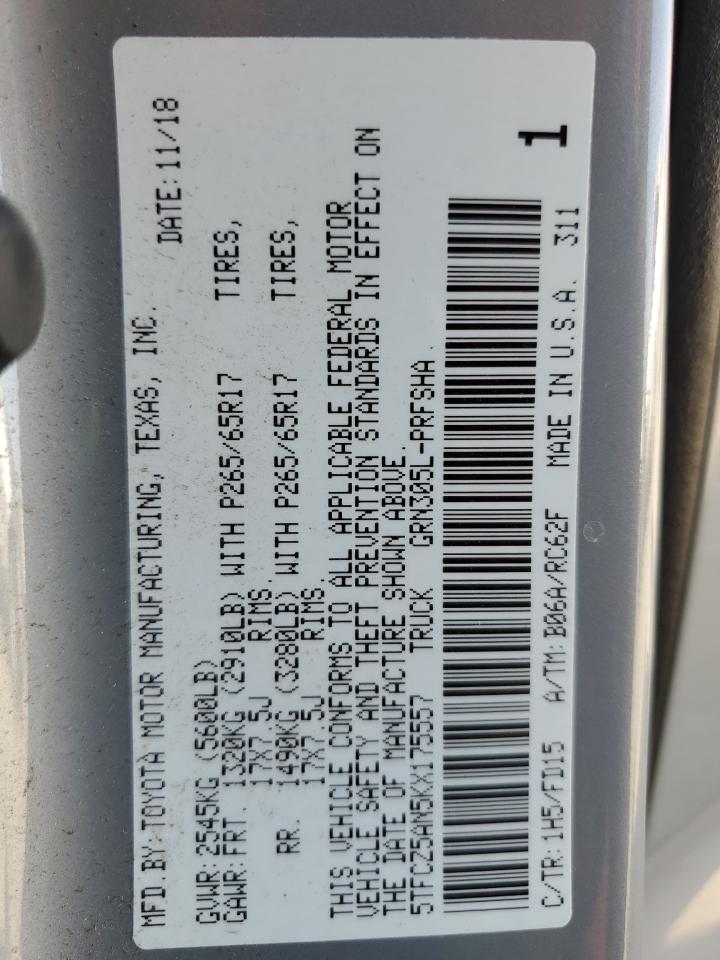 MFD BY: TOYOTA MOTOR MANUFACTURING, TEXAS, INC.
DATE: 11/18
GVWR: 2545KG (5600LB)
GAWR: FRT. 1320KG (2910LB) WITH P265/65R17 TIRES,
17X7.5J RIMS.
RR. 1490KG (3280LB) WITH P265/65R17 TIRES,
17X7.5J RIMS.
THIS VEHICLE CONFORMS TO ALL APPLICABLE FEDERAL MOTOR
VEHICLE SAFETY AND THEFT PREVENTION STANDARDS IN EFFECT ON
THE DATE OF MANUFACTURE SHOWN ABOVE.
5TFCZ5AN5KX175557 TRUCK GRN305L-PRFSHA
1
C/TR: 1H5/FD15 A/TM: B06A/RC62F MADE IN U.S.A. 311